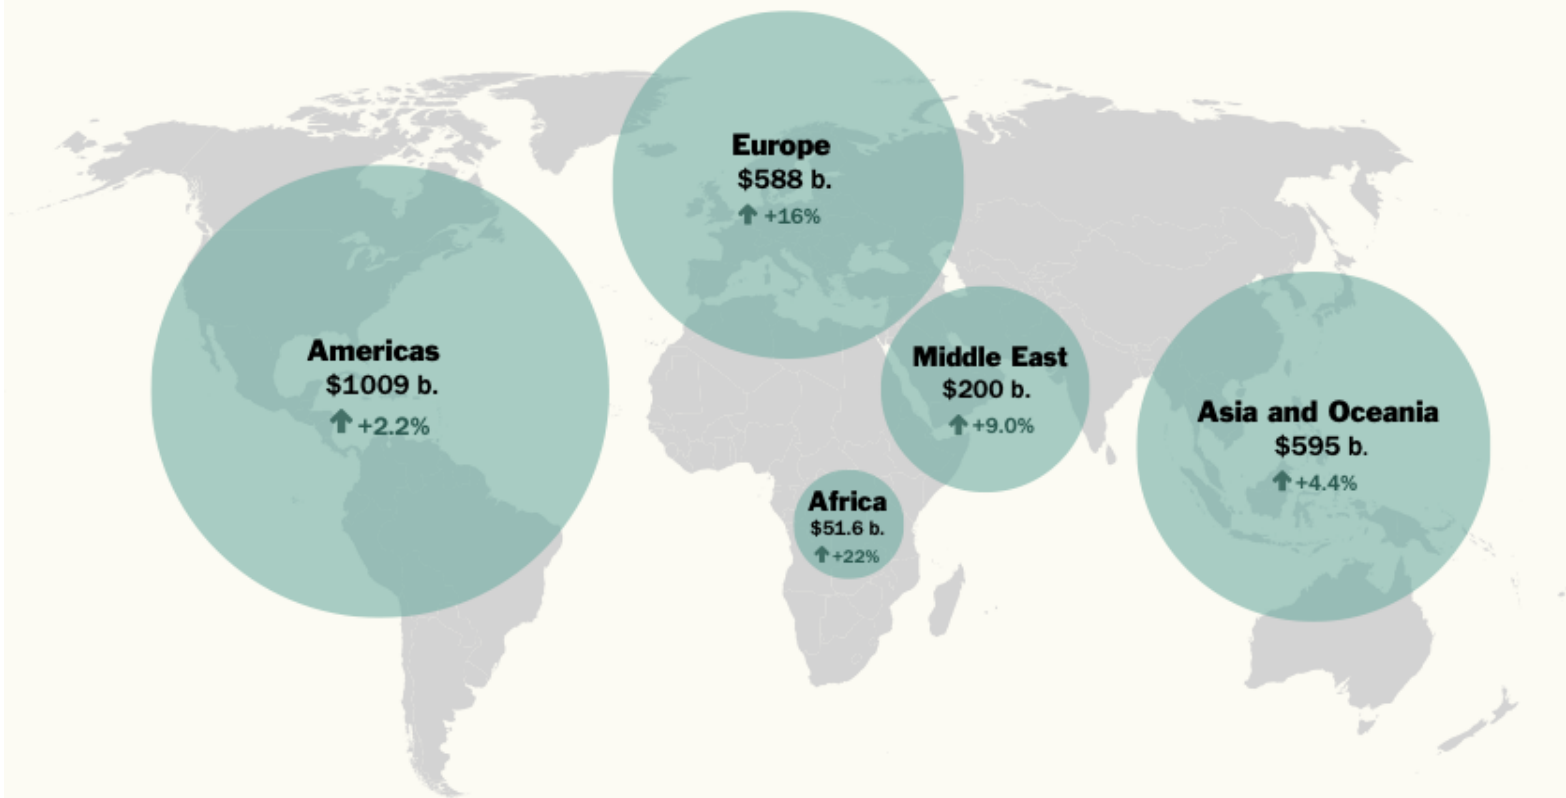 Europe
$588 b.
+16%
Americas
$1009 b.
+2.2%
Middle East
$200 b.
+9.0%
Asia and Oceania
$595 b.
+4.4%
Africa
$51.6 b.
+22%